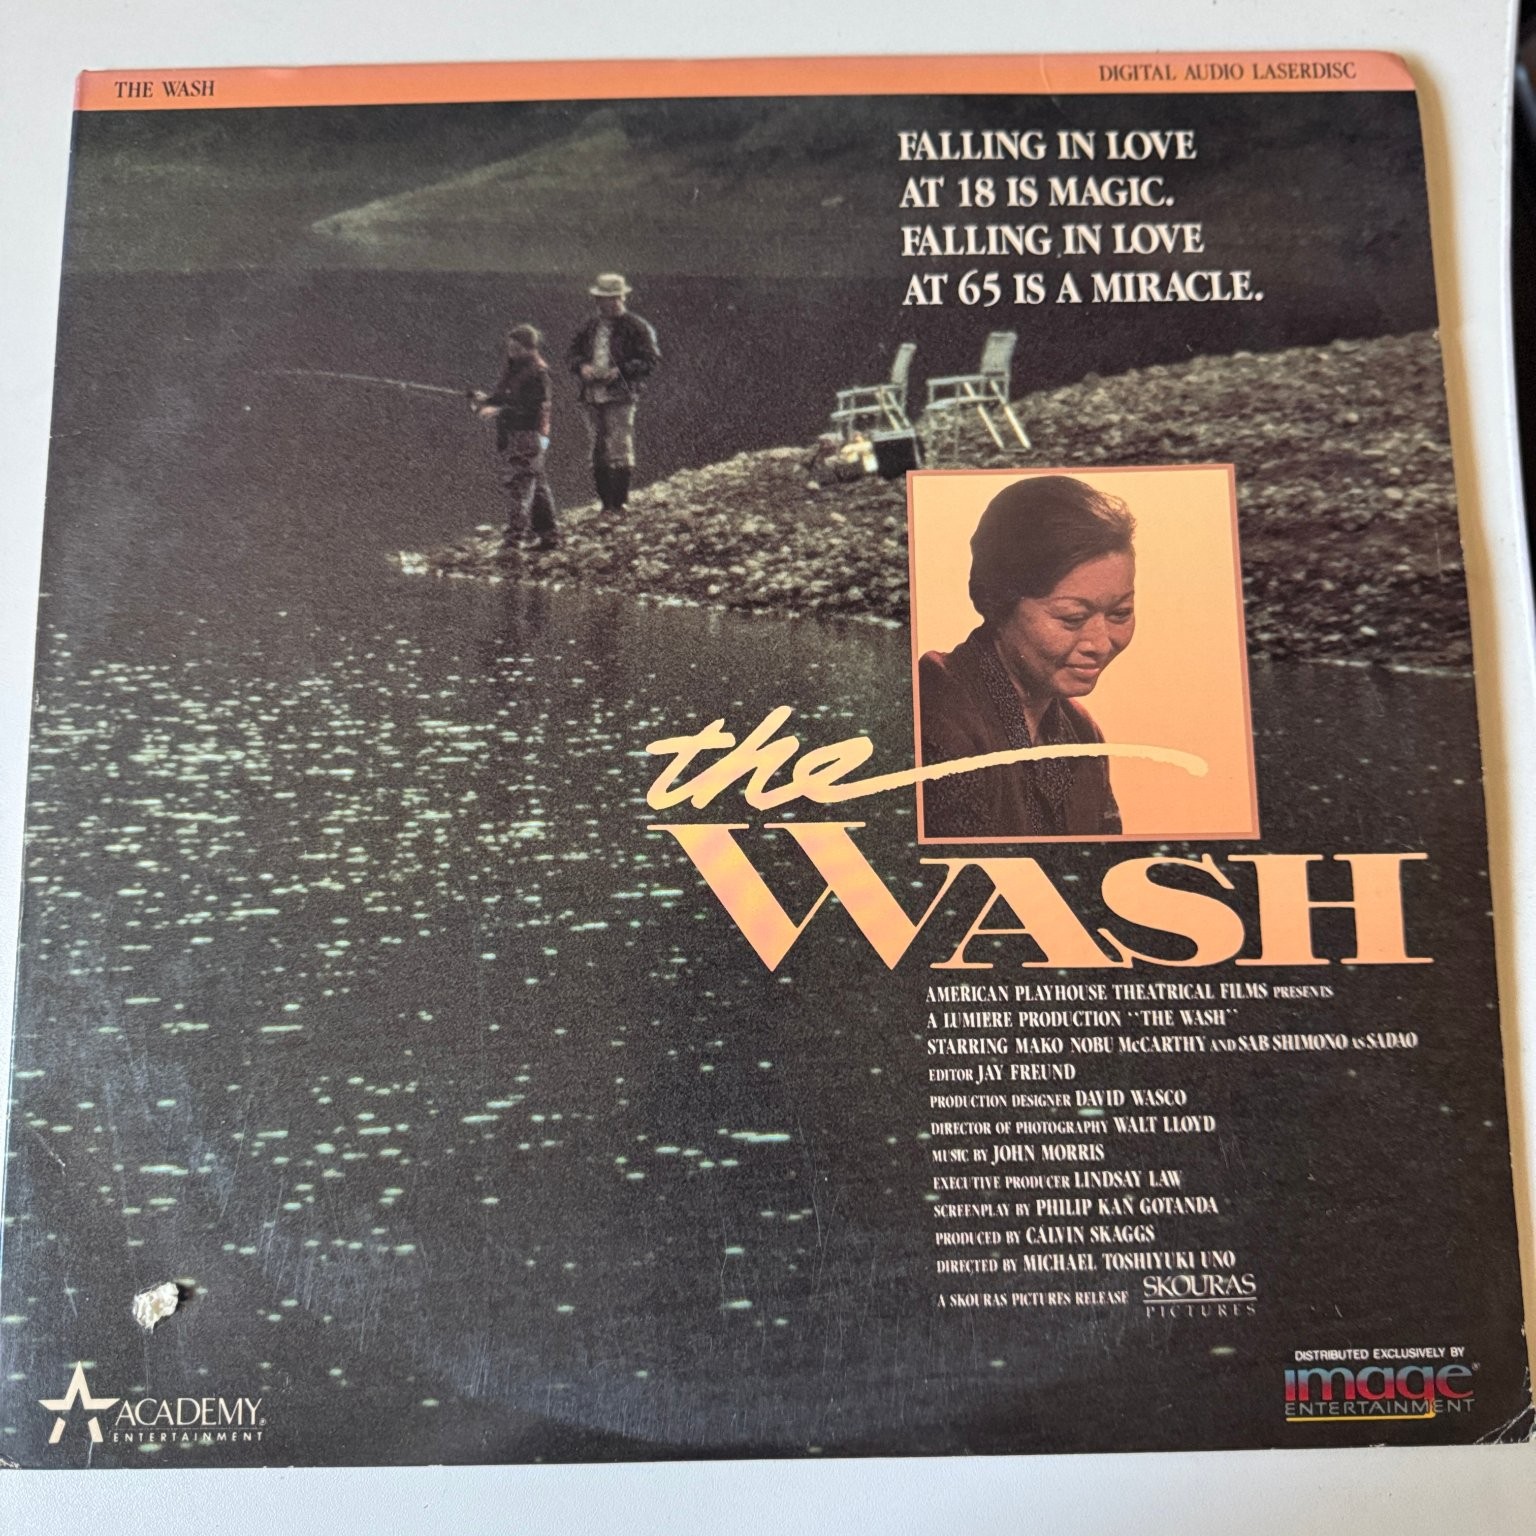 THE WASH
DIGITAL AUDIO LASERDISC
FALLING IN LOVE
AT 18 IS MAGIC.
FALLING IN LOVE
AT 65 IS A MIRACLE.
the
WASH
AMERICAN PLAYHOUSE THEATRICAL FILMS PRESENTS
A LUMIERE PRODUCTION "THE WASH"
STARRING MAKO NOBU McCARTHY AND SAB SHIMONO AS SADAO
EDITOR JAY FREUND
PRODUCTION DESIGNER DAVID WASCO
DIRECTOR OF PHOTOGRAPHY WALT LLOYD
MUSIC BY JOHN MORRIS
EXECUTIVE PRODUCER LINDSAY LAW
SCREENPLAY BY PHILIP KAN GOTANDA
PRODUCED BY CALVIN SKAGGS
DIRECTED BY MICHAEL TOSHIYUKI UNO
A SKOURAS PICTURES RELEASE
SKOURAS
PICTURES
ACADEMY®
ENTERTAINMENT
DISTRIBUTED EXCLUSIVELY BY
image®
ENTERTAINMENT